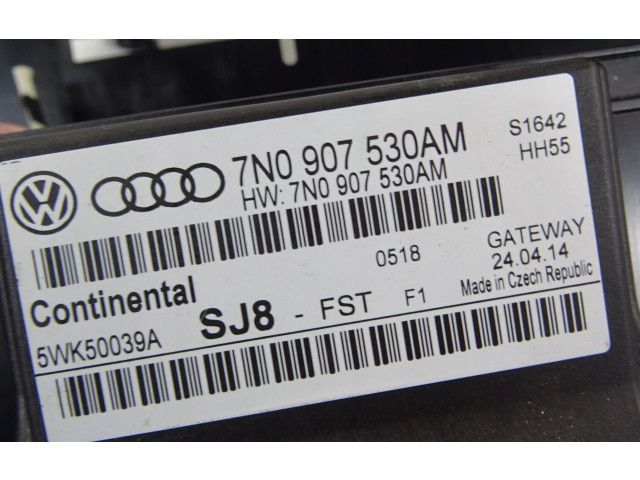 7N0 907 530AM
HW: 7N0 907 530AM
S1642
HH55
Continental
0518
GATEWAY
24.04.14
5WK50039A
SJ8 - FST F1
Made in Czech Republic